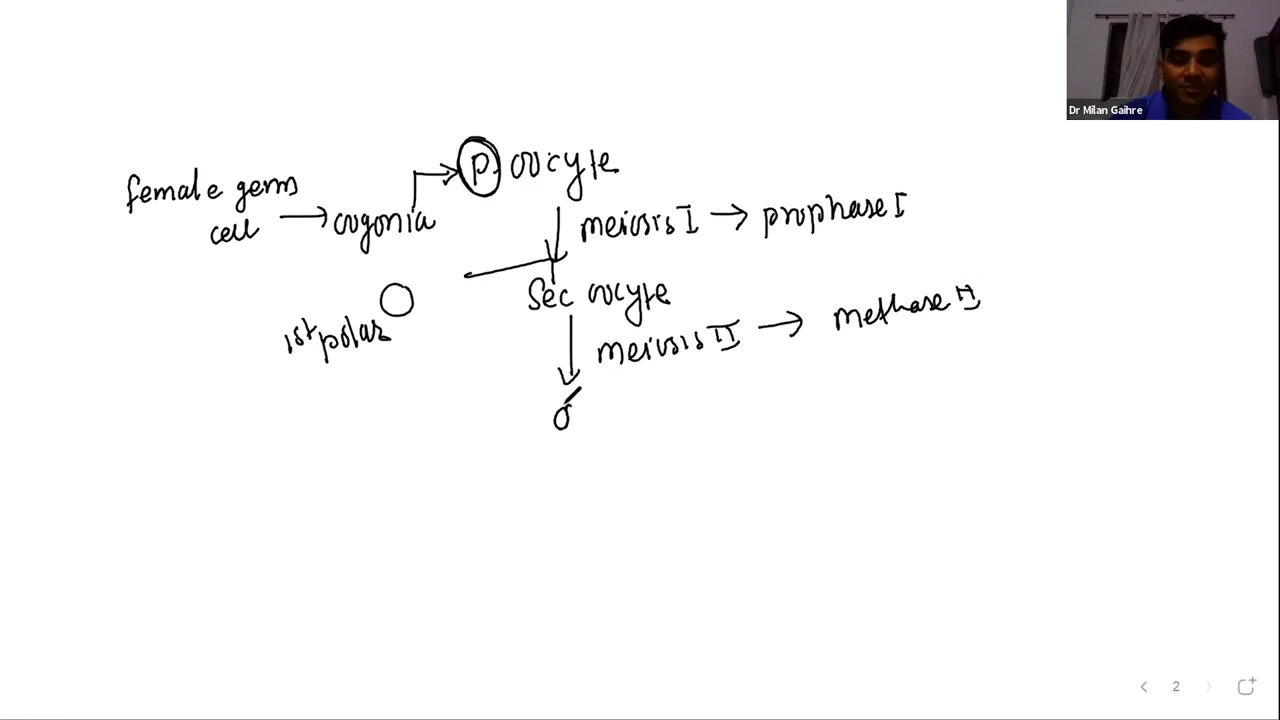 Dr Milan Gaihre
P. oocyte
female germ
cell → oogonia
meiosis I → prophase I
Sec oocyte
1st polar
meiosis II → methase II
2